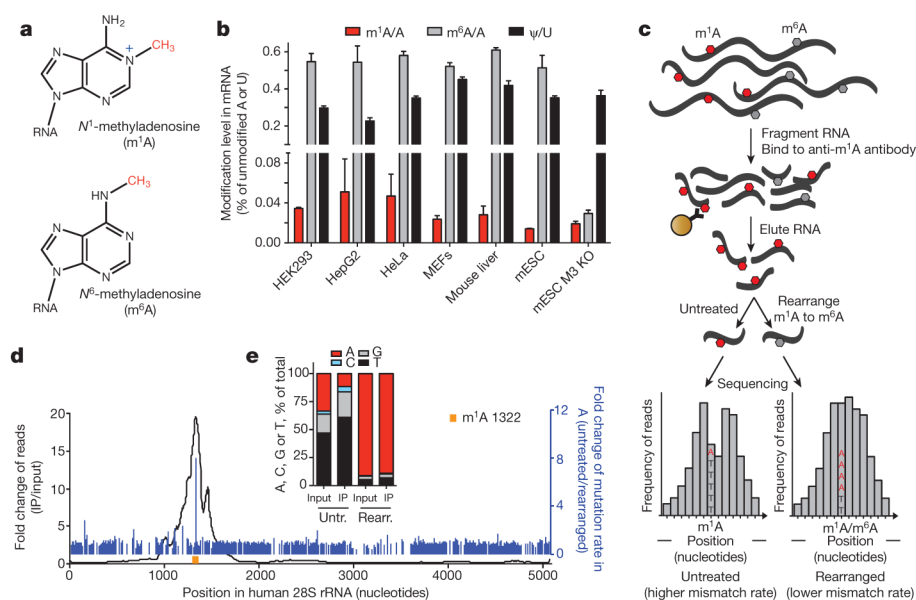 a
NH₂
N
N⁺
CH₃
N
N
RNA
N¹-methyladenosine
(m¹A)
CH₃
HN
N
N
N
N
RNA
N⁶-methyladenosine
(m⁶A)
b
m¹A/A
m⁶A/A
ψ/U
Modification level in mRNA
(% of unmodified A or U)
0.6
0.4
0.2
0.08
0.04
0.00
HEK293
HepG2
HeLa
MEFs
Mouse liver
mESC
mESC M3 KO
c
m¹A
m⁶A
Fragment RNA
Bind to anti-m¹A antibody
Elute RNA
Untreated
Rearrange
m¹A to m⁶A
Sequencing
Frequency of reads
A
T
T
T
T
m¹A
Position
(nucleotides)
Untreated
(higher mismatch rate)
Frequency of reads
A
A
A
A
T
m¹A/m⁶A
Position
(nucleotides)
Rearranged
(lower mismatch rate)
d
Fold change of reads
(IP/input)
20
15
10
5
0
0
1000
2000
3000
4000
5000
Position in human 28S rRNA (nucleotides)
m¹A 1322
12
8
4
0
Fold change of mutation rate in
A (untreated/rearranged)
e
A
G
C
T
A, C, G or T, % of total
100
75
50
25
0
Input
IP
Input
IP
Untr.
Rearr.